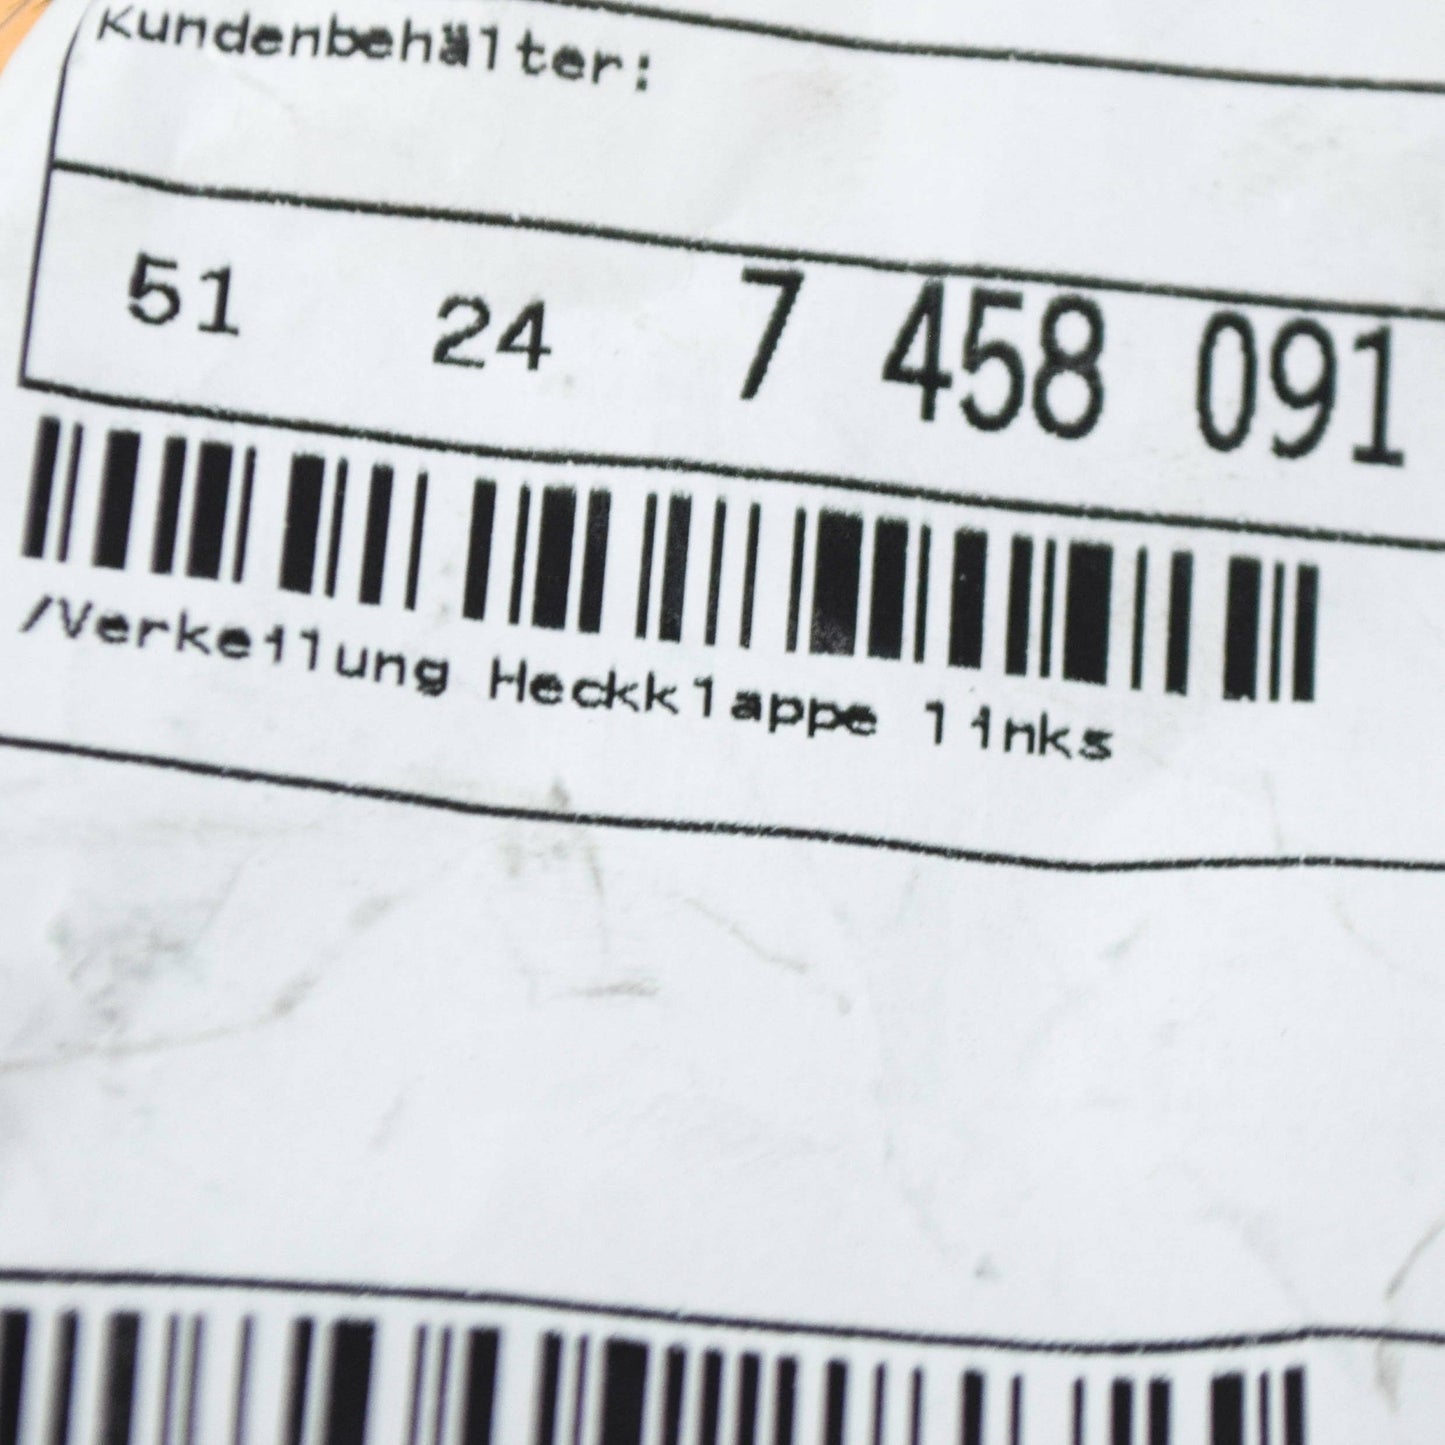 Kundenbehälter:
51 24 7 458 091
/Verkeilung Heckklappe links